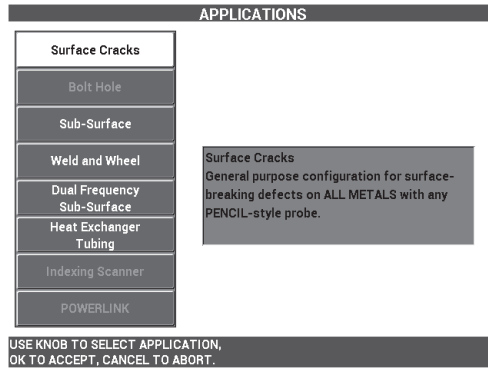 APPLICATIONS
Surface Cracks
Bolt Hole
Sub-Surface
Weld and Wheel
Dual Frequency
Sub-Surface
Heat Exchanger
Tubing
Indexing Scanner
POWERLINK
Surface Cracks
General purpose configuration for surface-
breaking defects on ALL METALS with any
PENCIL-style probe.
USE KNOB TO SELECT APPLICATION,
OK TO ACCEPT, CANCEL TO ABORT.